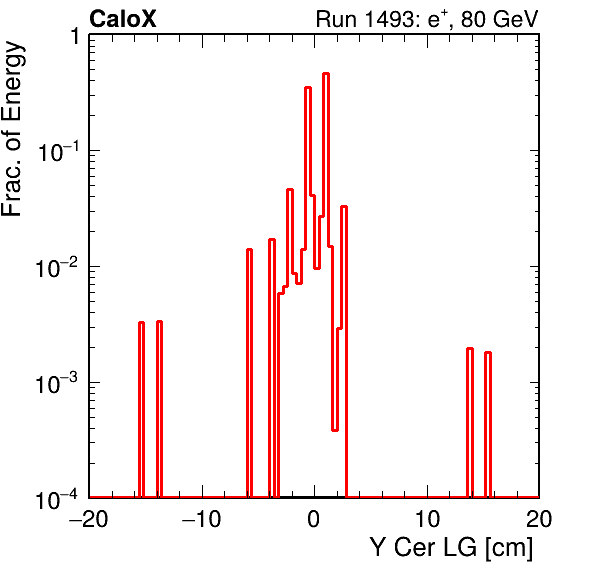 CaloX Run 1493: e⁺, 80 GeV
Frac. of Energy
1
10⁻¹
10⁻²
10⁻³
10⁻⁴
−20 −10 0 10 20
Y Cer LG [cm]